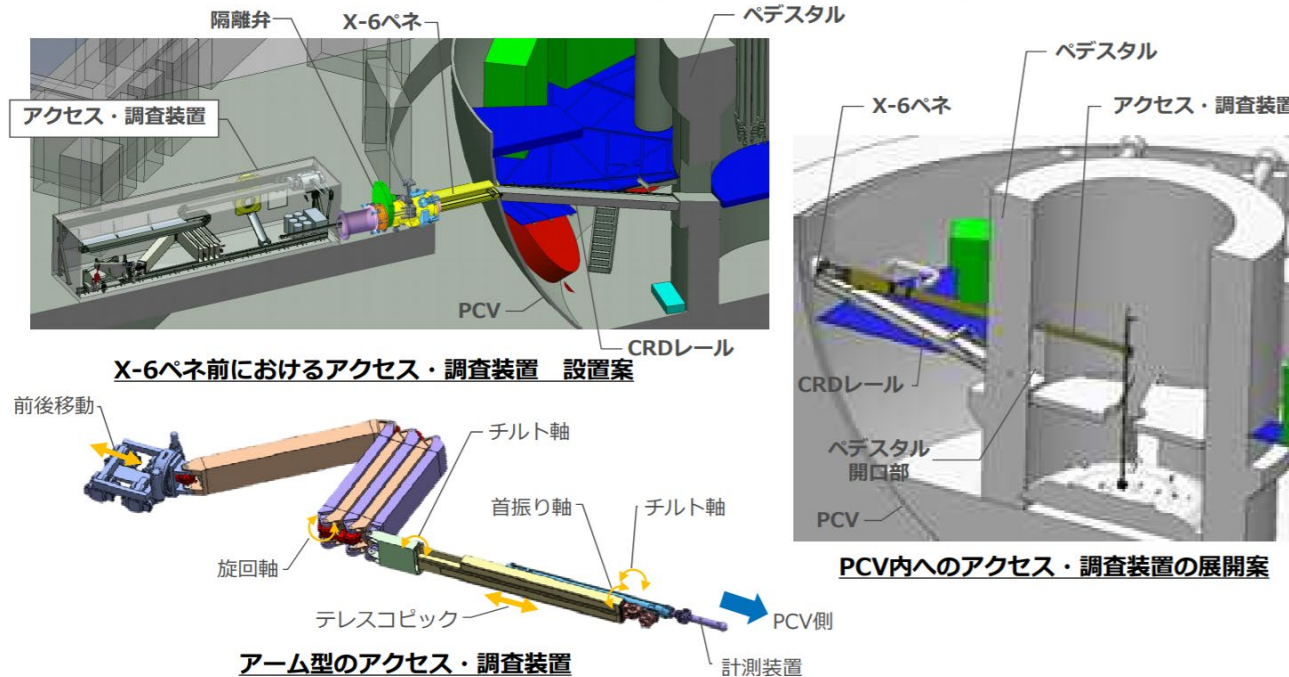 隔離弁
X-6ペネ
ペデスタル
アクセス・調査装置
PCV
CRDレール
X-6ペネ前におけるアクセス・調査装置　設置案
ペデスタル
X-6ペネ
アクセス・調査装置
CRDレール
ペデスタル
開口部
PCV
PCV内へのアクセス・調査装置の展開案
前後移動
チルト軸
首振り軸
チルト軸
旋回軸
テレスコピック
PCV側
計測装置
アーム型のアクセス・調査装置